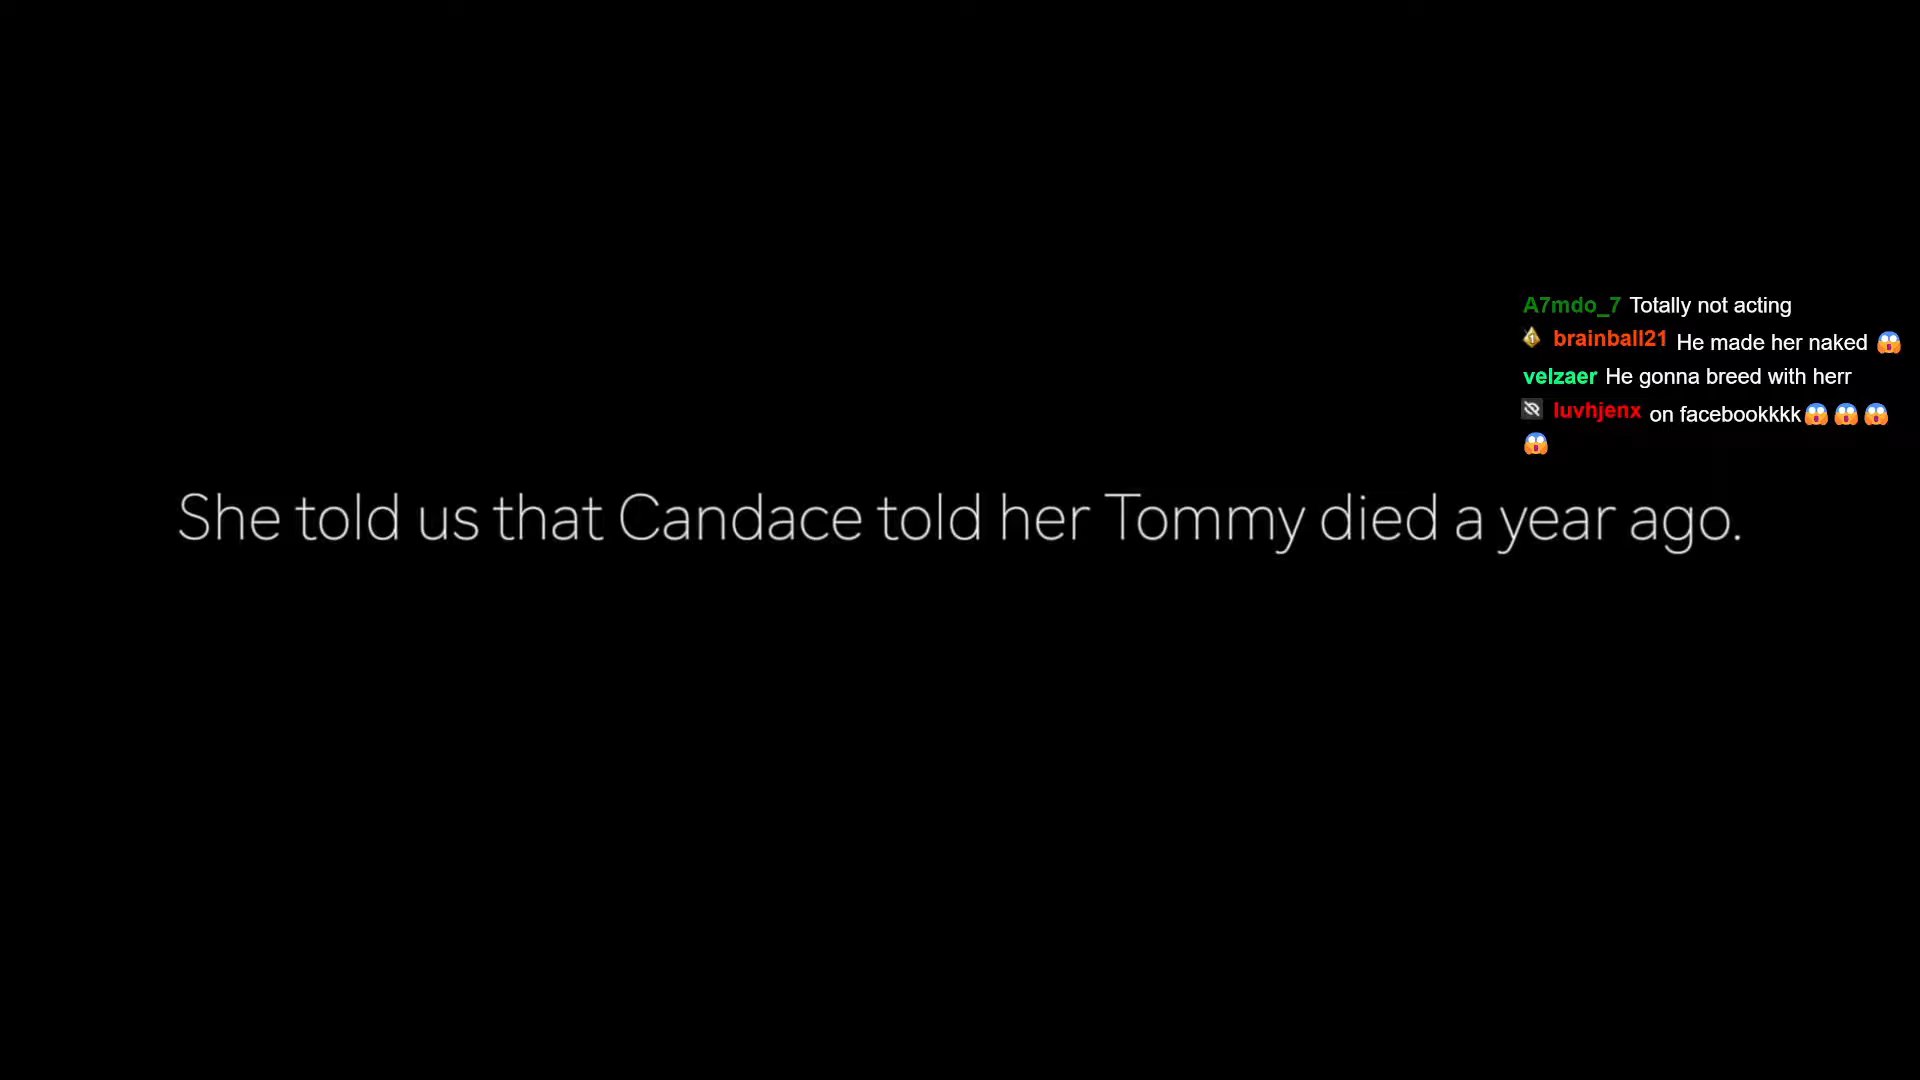 A7mdo_7 Totally not acting
brainball21 He made her naked 😱
velzaer He gonna breed with herr
luvhjenx on facebookkkk😱😱😱
😱
She told us that Candace told her Tommy died a year ago.